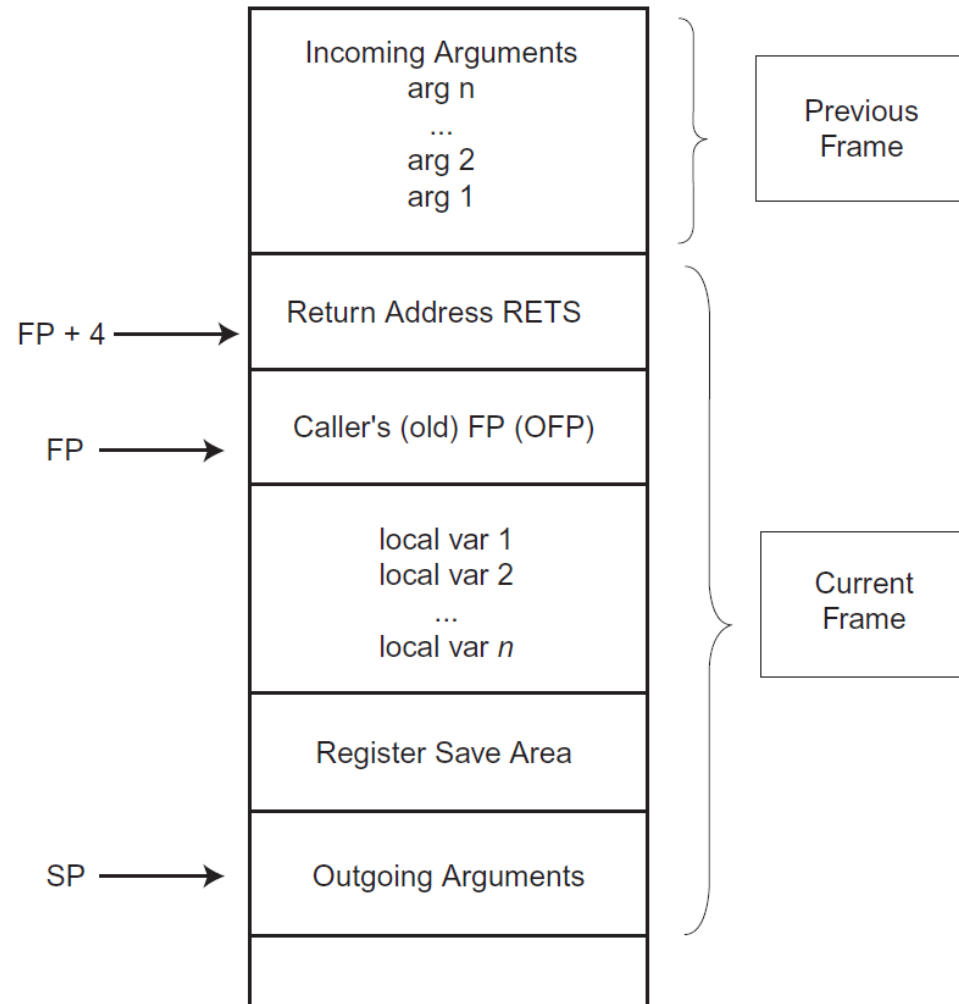 Incoming Arguments
arg n
...
arg 2
arg 1
Previous
Frame
Return Address RETS
FP + 4
Caller's (old) FP (OFP)
FP
local var 1
local var 2
...
local var n
Current
Frame
Register Save Area
SP
Outgoing Arguments